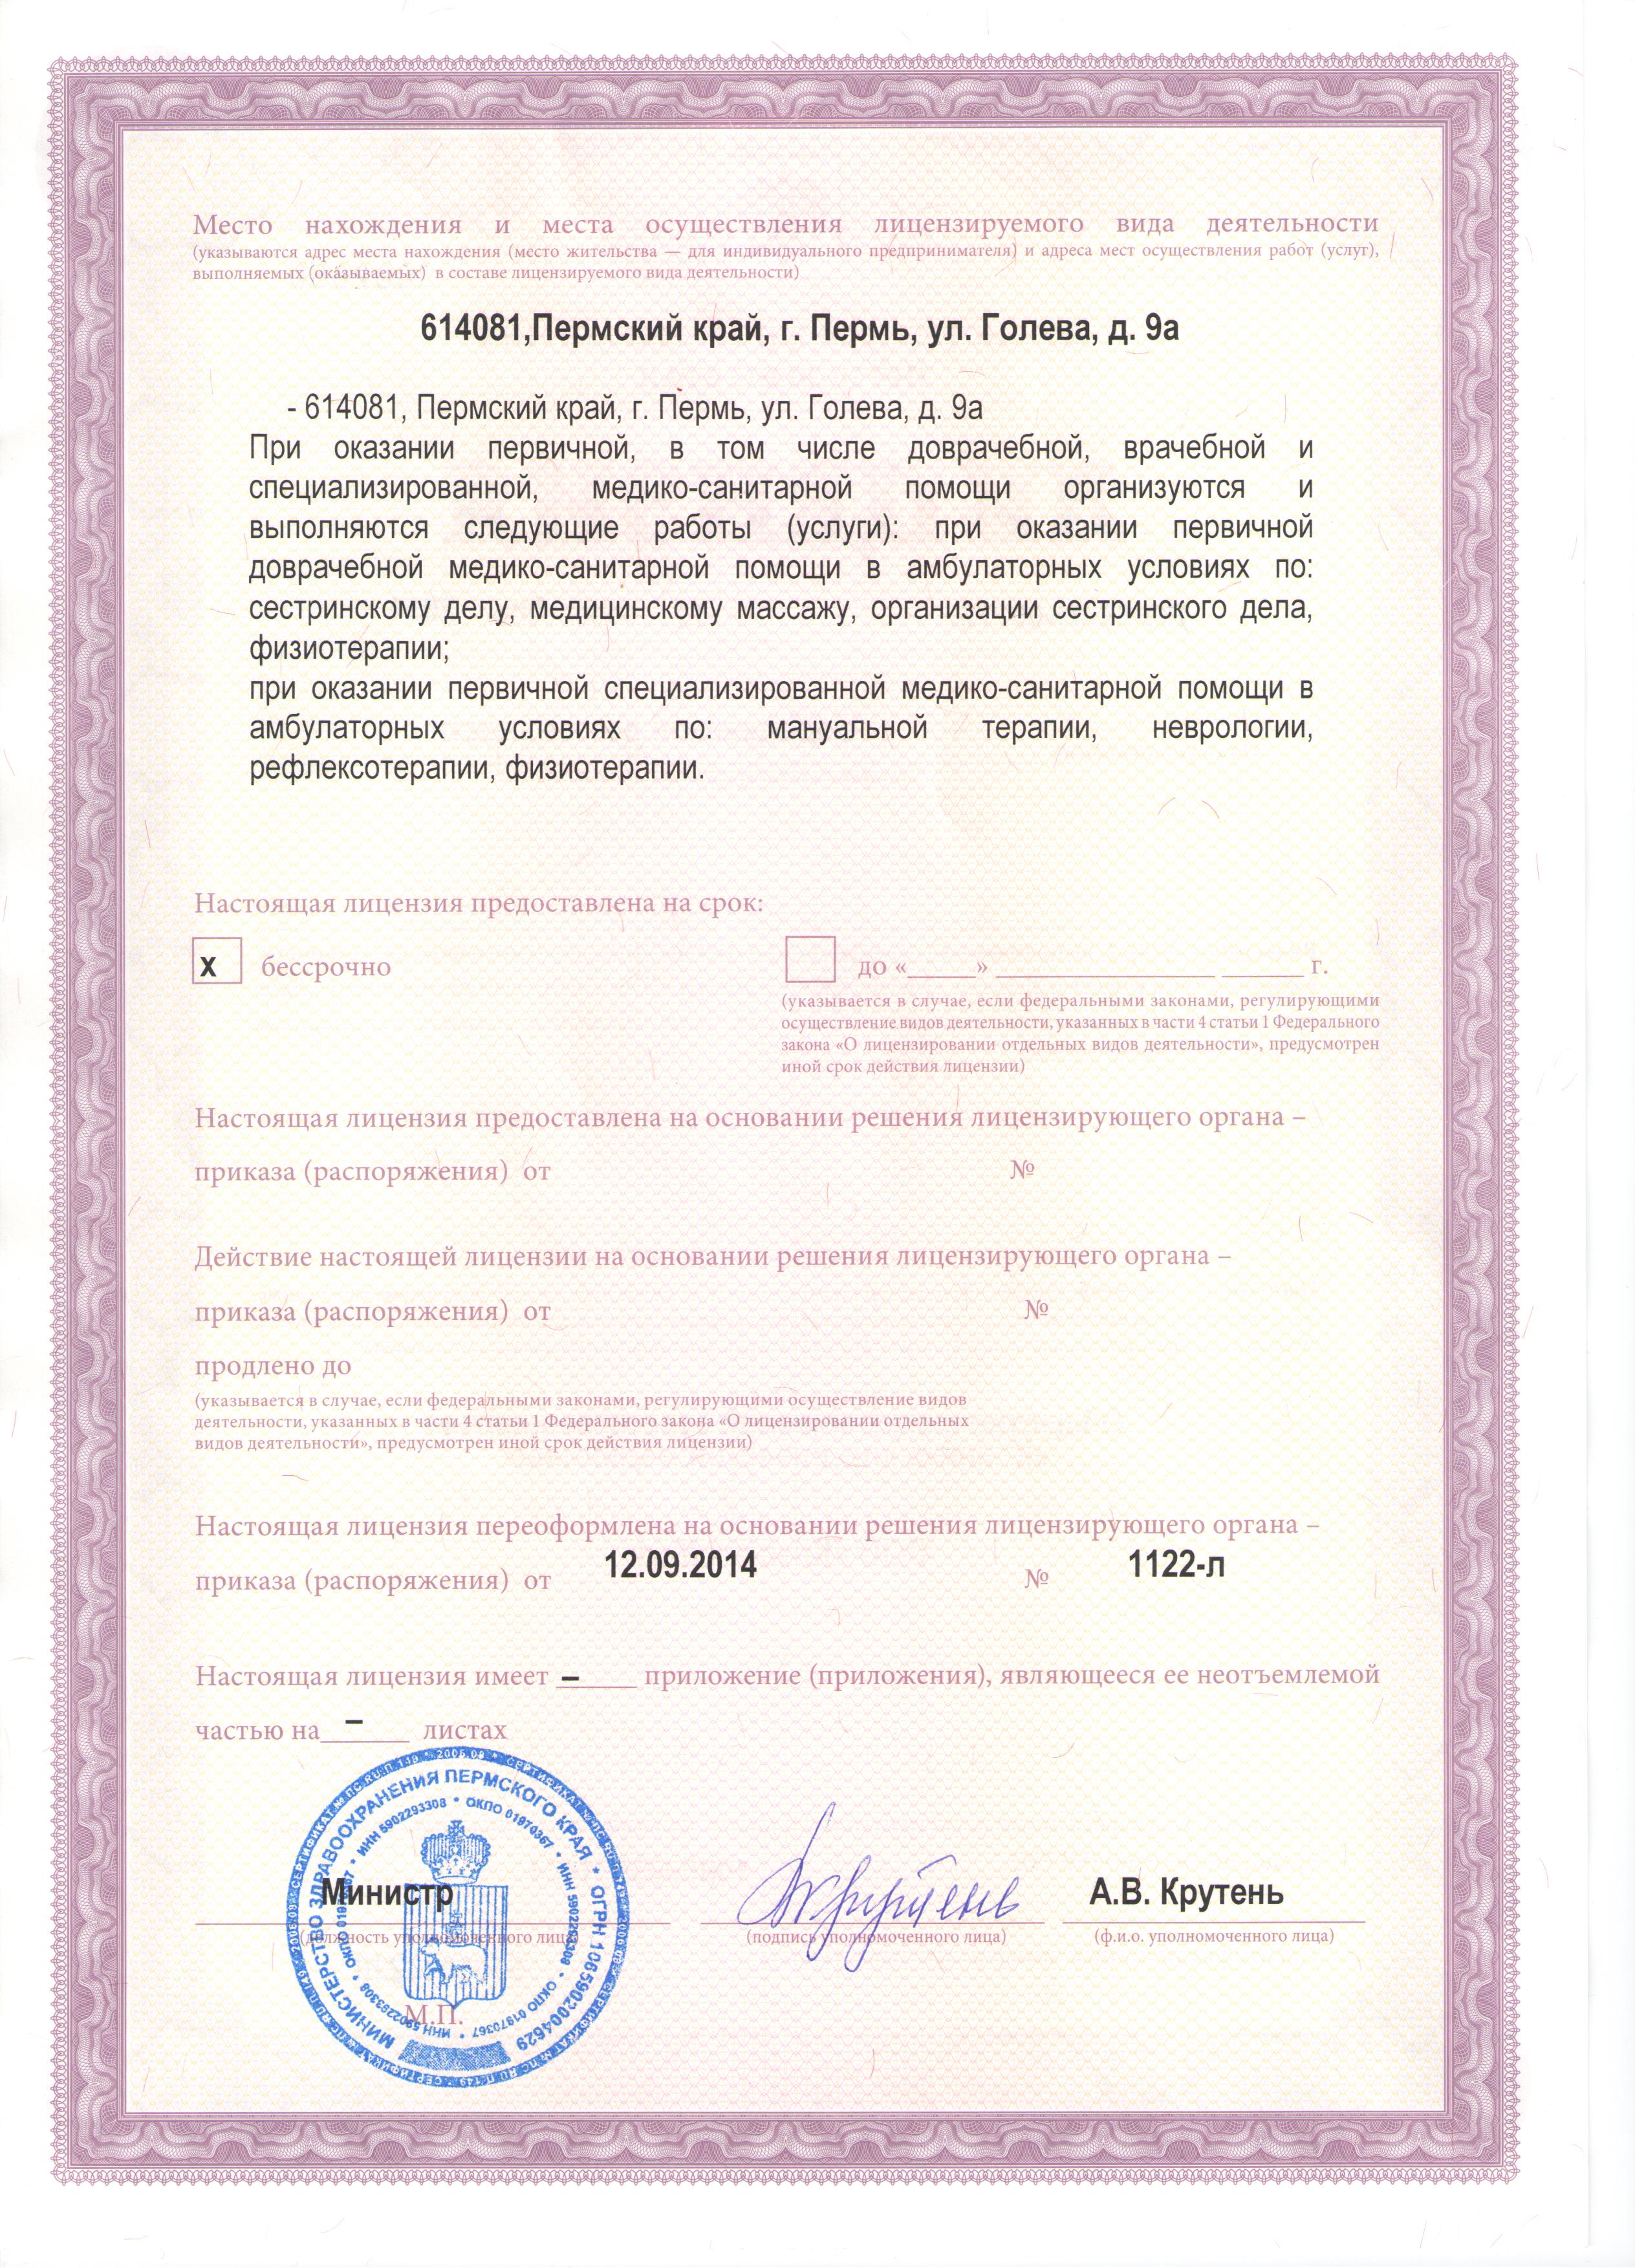 Место нахождения и места осуществления лицензируемого вида деятельности
(указываются адрес места нахождения (место жительства — для индивидуального предпринимателя) и адреса мест осуществления работ (услуг),
выполняемых (оказываемых) в составе лицензируемого вида деятельности)
614081,Пермский край, г. Пермь, ул. Голева, д. 9а
- 614081, Пермский край, г. Пермь, ул. Голева, д. 9а
При оказании первичной, в том числе доврачебной, врачебной и
специализированной, медико-санитарной помощи организуются и
выполняются следующие работы (услуги): при оказании первичной
доврачебной медико-санитарной помощи в амбулаторных условиях по:
сестринскому делу, медицинскому массажу, организации сестринского дела,
физиотерапии;
при оказании первичной специализированной медико-санитарной помощи в
амбулаторных условиях по: мануальной терапии, неврологии,
рефлексотерапии, физиотерапии.
Настоящая лицензия предоставлена на срок:
х бессрочно до «_____» ________________ ______ г.
(указывается в случае, если федеральными законами, регулирующими
осуществление видов деятельности, указанных в части 4 статьи 1 Федерального
закона «О лицензировании отдельных видов деятельности», предусмотрен
иной срок действия лицензии)
Настоящая лицензия предоставлена на основании решения лицензирующего органа –
приказа (распоряжения) от №
Действие настоящей лицензии на основании решения лицензирующего органа –
приказа (распоряжения) от №
продлено до
(указывается в случае, если федеральными законами, регулирующими осуществление видов
деятельности, указанных в части 4 статьи 1 Федерального закона «О лицензировании отдельных
видов деятельности», предусмотрен иной срок действия лицензии)
Настоящая лицензия переоформлена на основании решения лицензирующего органа –
приказа (распоряжения) от 12.09.2014 № 1122-л
Настоящая лицензия имеет – приложение (приложения), являющееся ее неотъемлемой
частью на – листах
МИНИСТЕРСТВО ЗДРАВООХРАНЕНИЯ ПЕРМСКОГО КРАЯ * ОГРН 1065902004629
ИНН 5902293308 * ОКПО 01970367 * ИНН 5902293308 * ОКПО 01970367 * ИНН 5902293308 * ОКПО 01970367
Министр Крутень А.В. Крутень
(должность уполномоченного лица) (подпись уполномоченного лица) (ф.и.о. уполномоченного лица)
М.П.